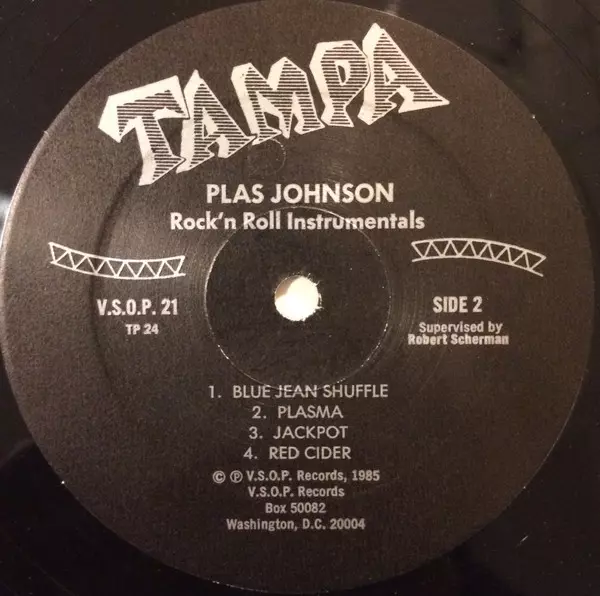 TAMPA
PLAS JOHNSON
Rock'n Roll Instrumentals
V.S.O.P. 21
TP 24
SIDE 2
Supervised by
Robert Scherman
1. BLUE JEAN SHUFFLE
2. PLASMA
3. JACKPOT
4. RED CIDER
© ℗ V.S.O.P. Records, 1985
V.S.O.P. Records
Box 50082
Washington, D.C. 20004